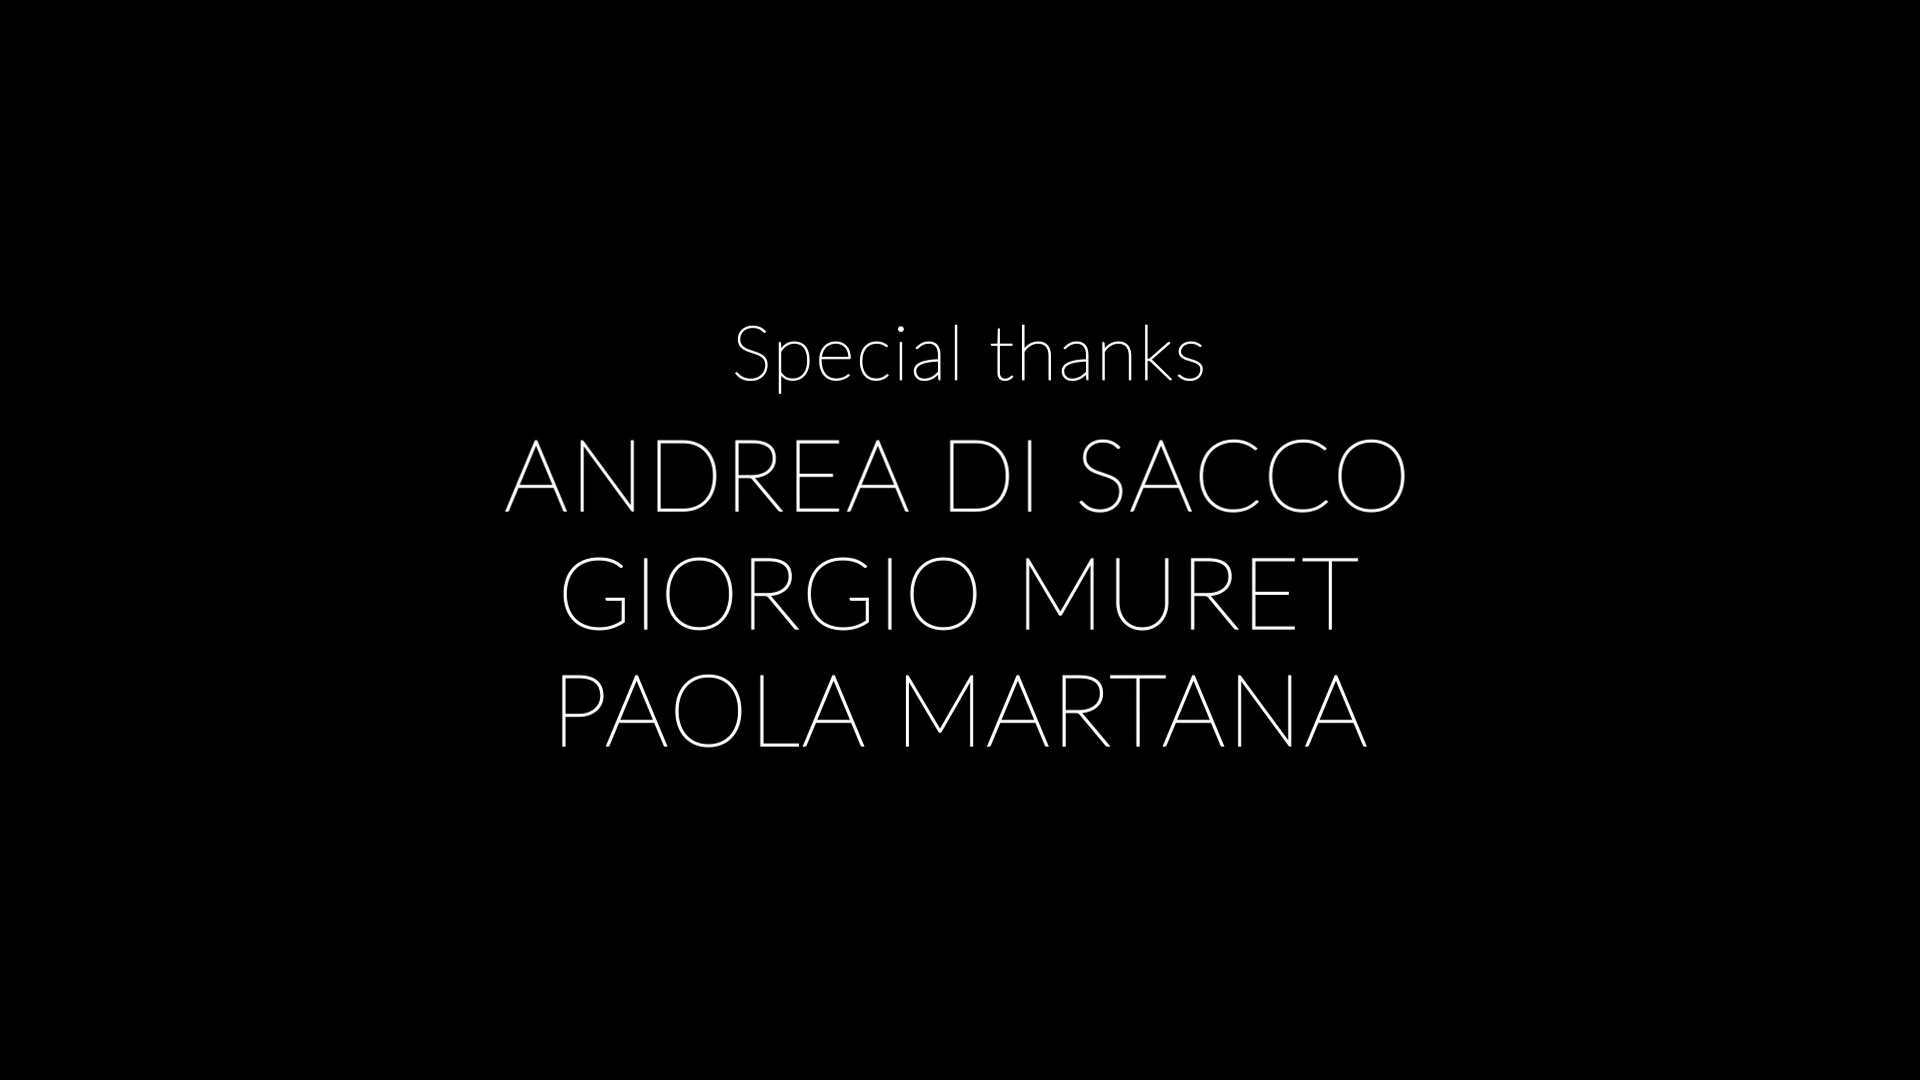 Special thanks
ANDREA DI SACCO
GIORGIO MURET
PAOLA MARTANA